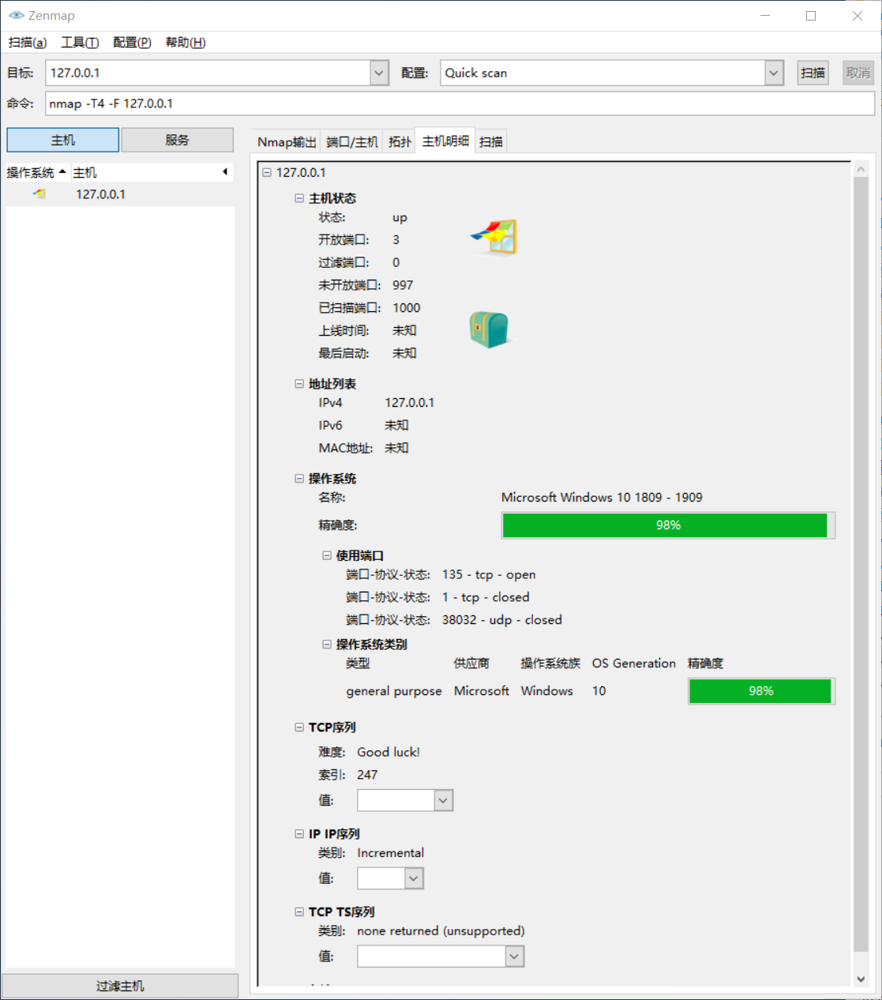 Zenmap
扫描(a) 工具(T) 配置(P) 帮助(H)
目标: 127.0.0.1 配置: Quick scan 扫描 取消
命令: nmap -T4 -F 127.0.0.1
主机 服务
操作系统 主机
127.0.0.1
Nmap输出 端口/主机 拓扑 主机明细 扫描
127.0.0.1
主机状态
状态: up
开放端口: 3
过滤端口: 0
未开放端口: 997
已扫描端口: 1000
上线时间: 未知
最后启动: 未知
地址列表
IPv4 127.0.0.1
IPv6 未知
MAC地址: 未知
操作系统
名称: Microsoft Windows 10 1809 - 1909
精确度: 98%
使用端口
端口-协议-状态: 135 - tcp - open
端口-协议-状态: 1 - tcp - closed
端口-协议-状态: 38032 - udp - closed
操作系统类别
类型 供应商 操作系统族 OS Generation 精确度
general purpose Microsoft Windows 10 98%
TCP序列
难度: Good luck!
索引: 247
值:
IP IP序列
类别: Incremental
值:
TCP TS序列
类别: none returned (unsupported)
值:
过滤主机